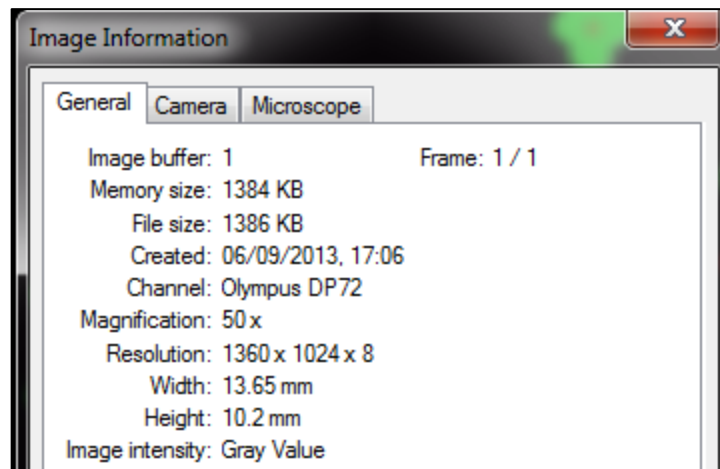 Image Information
General Camera Microscope
Image buffer: 1 Frame: 1 / 1
Memory size: 1384 KB
File size: 1386 KB
Created: 06/09/2013, 17:06
Channel: Olympus DP72
Magnification: 50 x
Resolution: 1360 x 1024 x 8
Width: 13.65 mm
Height: 10.2 mm
Image intensity: Gray Value